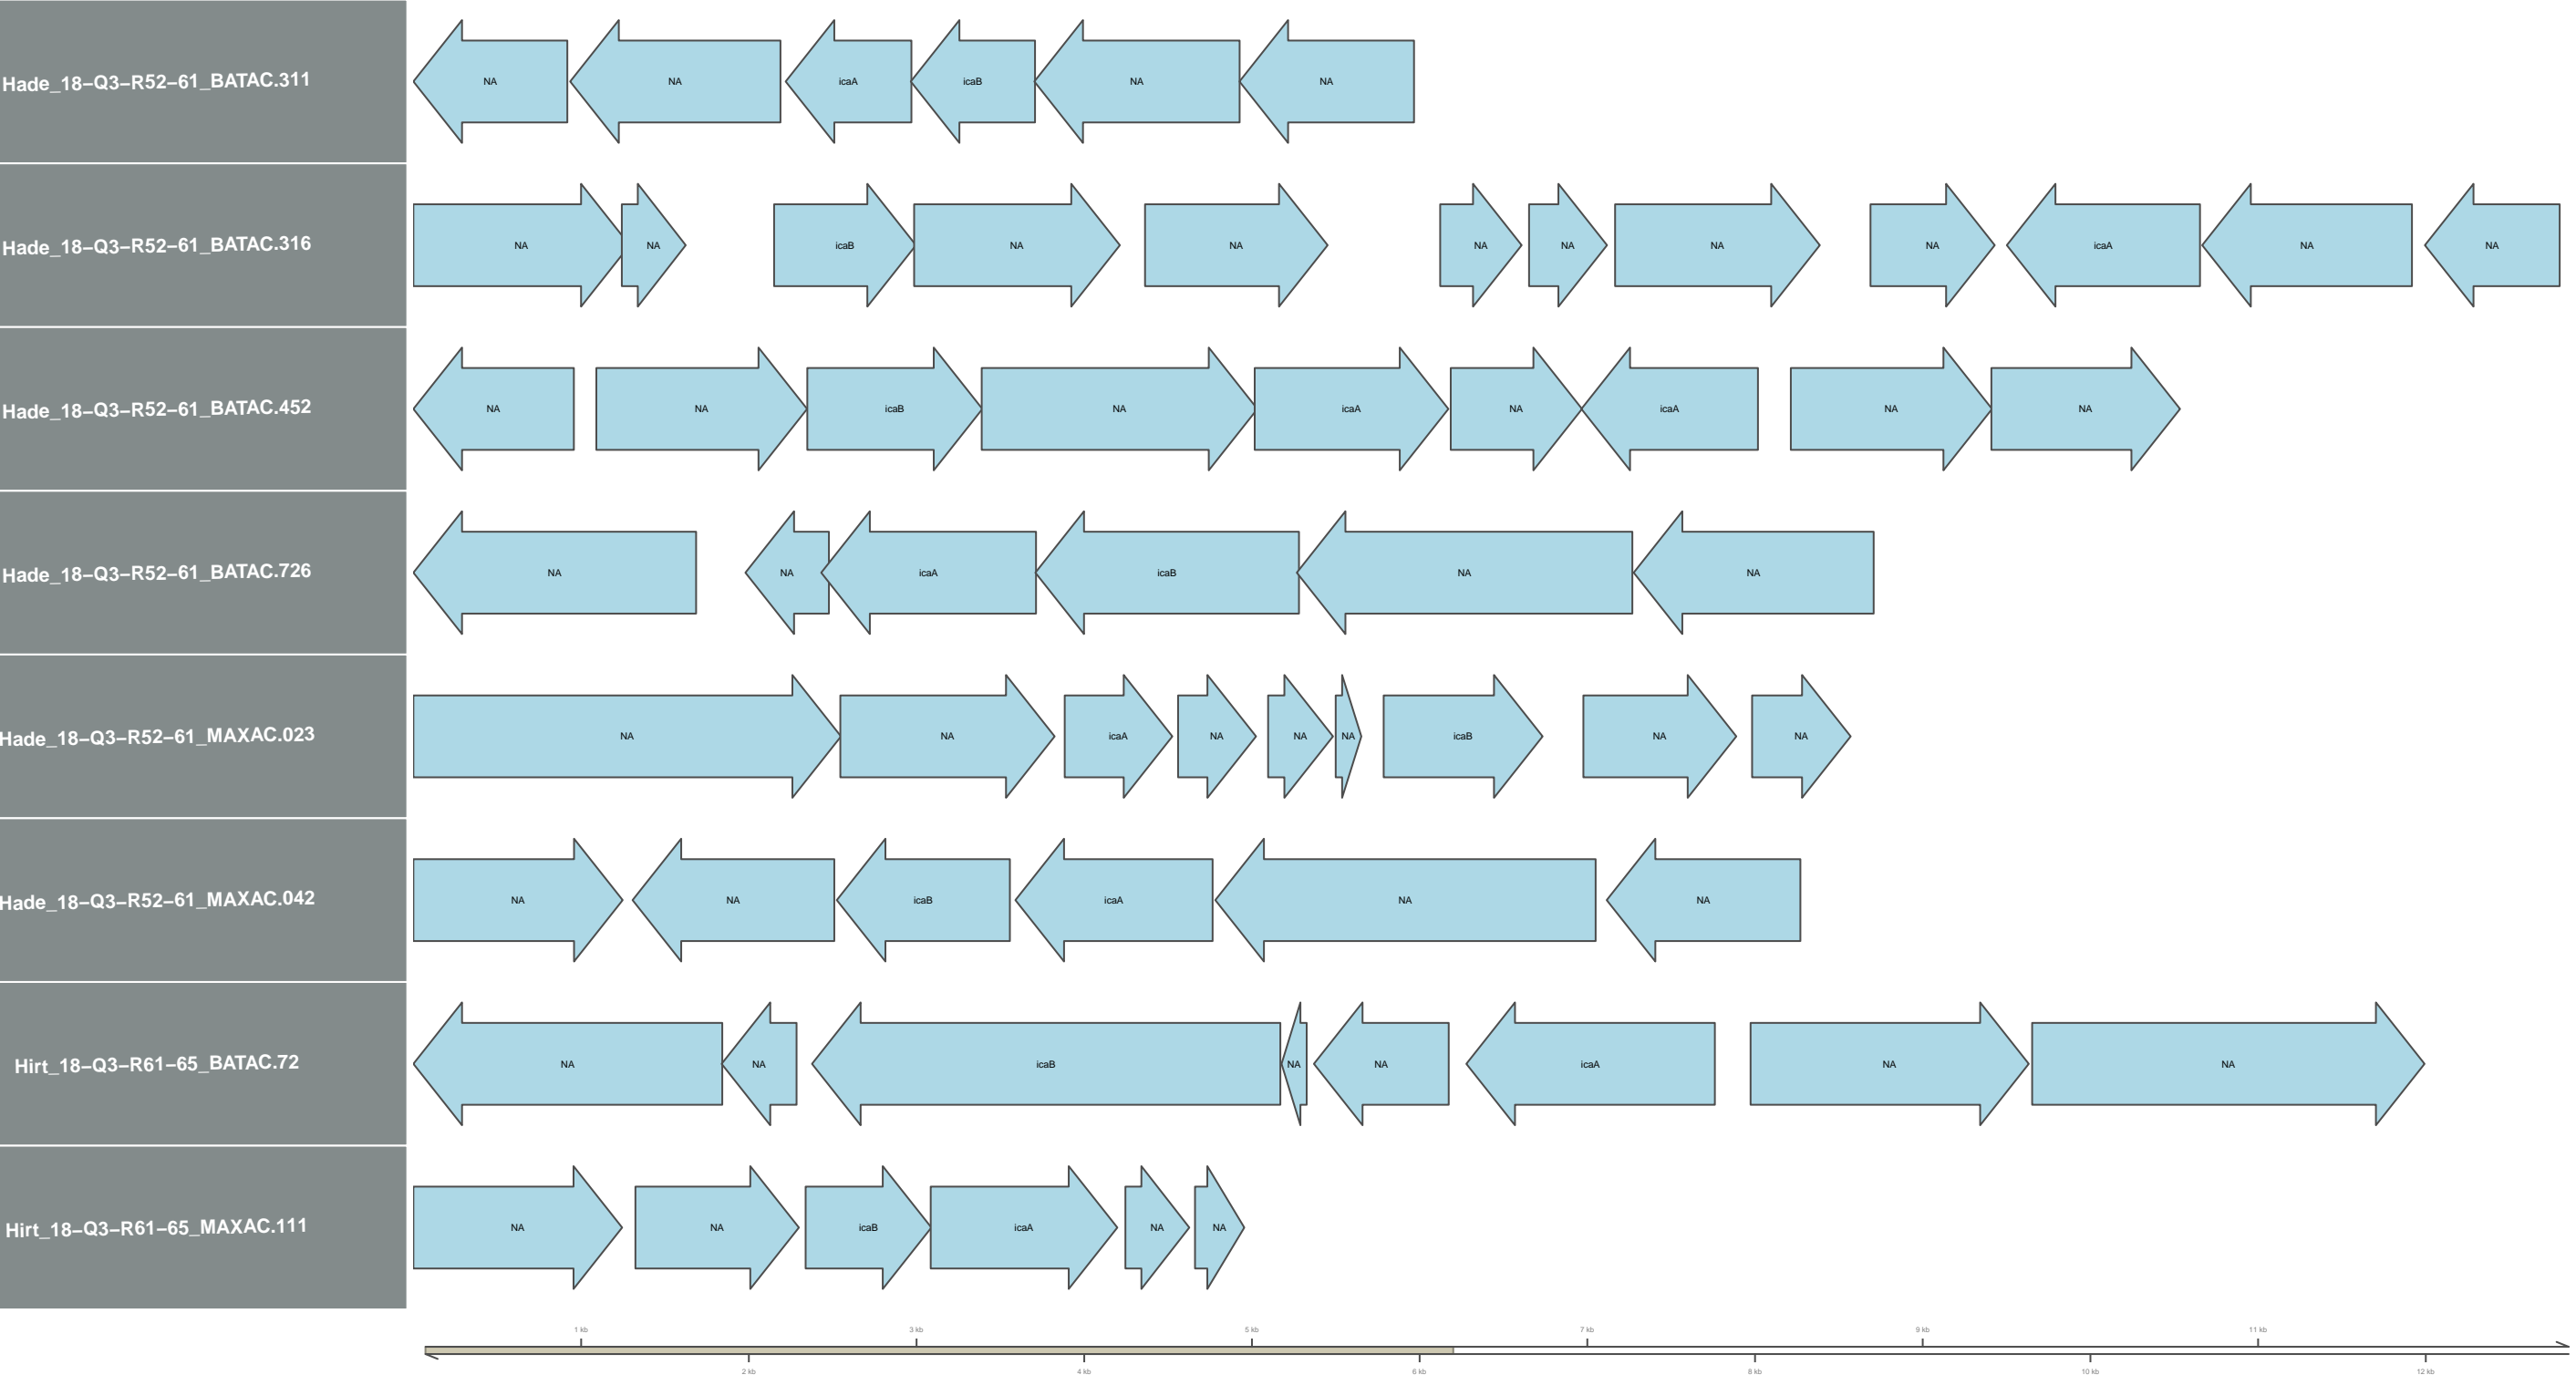 Hade_18–Q3–R52–61_BATAC.311 NA NA icaA icaB NA NA
Hade_18–Q3–R52–61_BATAC.316 NA NA icaB NA NA NA NA NA NA icaA NA NA
Hade_18–Q3–R52–61_BATAC.452 NA NA icaB NA icaA NA icaA NA NA
Hade_18–Q3–R52–61_BATAC.726 NA NA icaA icaB NA NA
Hade_18–Q3–R52–61_MAXAC.023 NA NA icaA NA NA NA icaB NA NA
Hade_18–Q3–R52–61_MAXAC.042 NA NA icaB icaA NA NA
Hirt_18–Q3–R61–65_BATAC.72 NA NA icaB NA NA icaA NA NA
Hirt_18–Q3–R61–65_MAXAC.111 NA NA icaB icaA NA NA
1 kb 3 kb 5 kb 7 kb 9 kb 11 kb
2 kb 4 kb 6 kb 8 kb 10 kb 12 kb